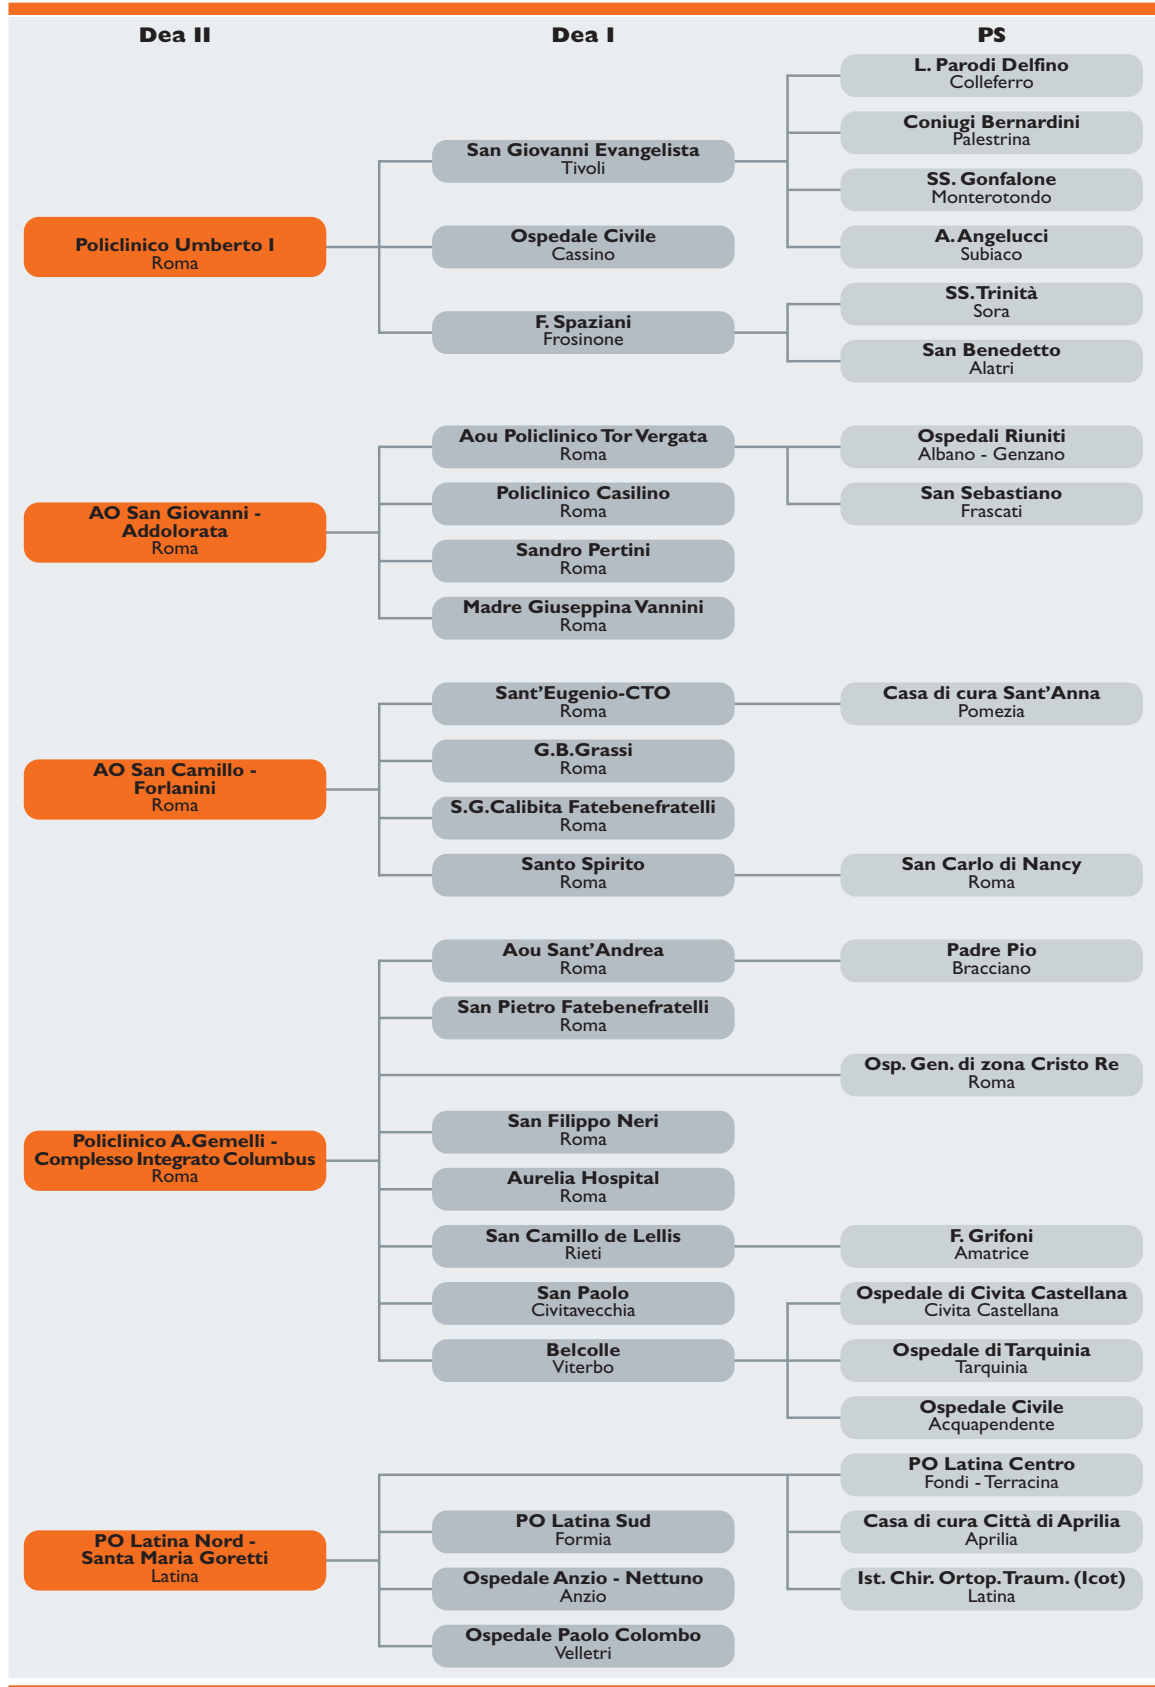 Dea II
Dea I
PS
Policlinico Umberto I
Roma
San Giovanni Evangelista
Tivoli
L. Parodi Delfino
Colleferro
Coniugi Bernardini
Palestrina
SS. Gonfalone
Monterotondo
A. Angelucci
Subiaco
Ospedale Civile
Cassino
F. Spaziani
Frosinone
SS. Trinità
Sora
San Benedetto
Alatri
AO San Giovanni -
Addolorata
Roma
Aou Policlinico Tor Vergata
Roma
Ospedali Riuniti
Albano - Genzano
San Sebastiano
Frascati
Policlinico Casilino
Roma
Sandro Pertini
Roma
Madre Giuseppina Vannini
Roma
AO San Camillo -
Forlanini
Roma
Sant'Eugenio-CTO
Roma
Casa di cura Sant'Anna
Pomezia
G.B.Grassi
Roma
S.G.Calibita Fatebenefratelli
Roma
Santo Spirito
Roma
San Carlo di Nancy
Roma
Policlinico A.Gemelli -
Complesso Integrato Columbus
Roma
Aou Sant'Andrea
Roma
Padre Pio
Bracciano
San Pietro Fatebenefratelli
Roma
Osp. Gen. di zona Cristo Re
Roma
San Filippo Neri
Roma
Aurelia Hospital
Roma
San Camillo de Lellis
Rieti
F. Grifoni
Amatrice
San Paolo
Civitavecchia
Belcolle
Viterbo
Ospedale di Civita Castellana
Civita Castellana
Ospedale di Tarquinia
Tarquinia
Ospedale Civile
Acquapendente
PO Latina Nord -
Santa Maria Goretti
Latina
PO Latina Centro
Fondi - Terracina
Casa di cura Città di Aprilia
Aprilia
Ist. Chir. Ortop. Traum. (Icot)
Latina
PO Latina Sud
Formia
Ospedale Anzio - Nettuno
Anzio
Ospedale Paolo Colombo
Velletri